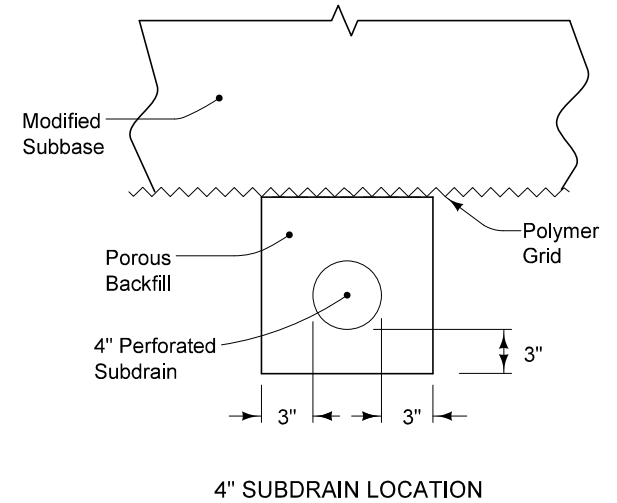 Modified
Subbase
Polymer
Grid
Porous
Backfill
4" Perforated
Subdrain
3"
3"
3"
4" SUBDRAIN LOCATION